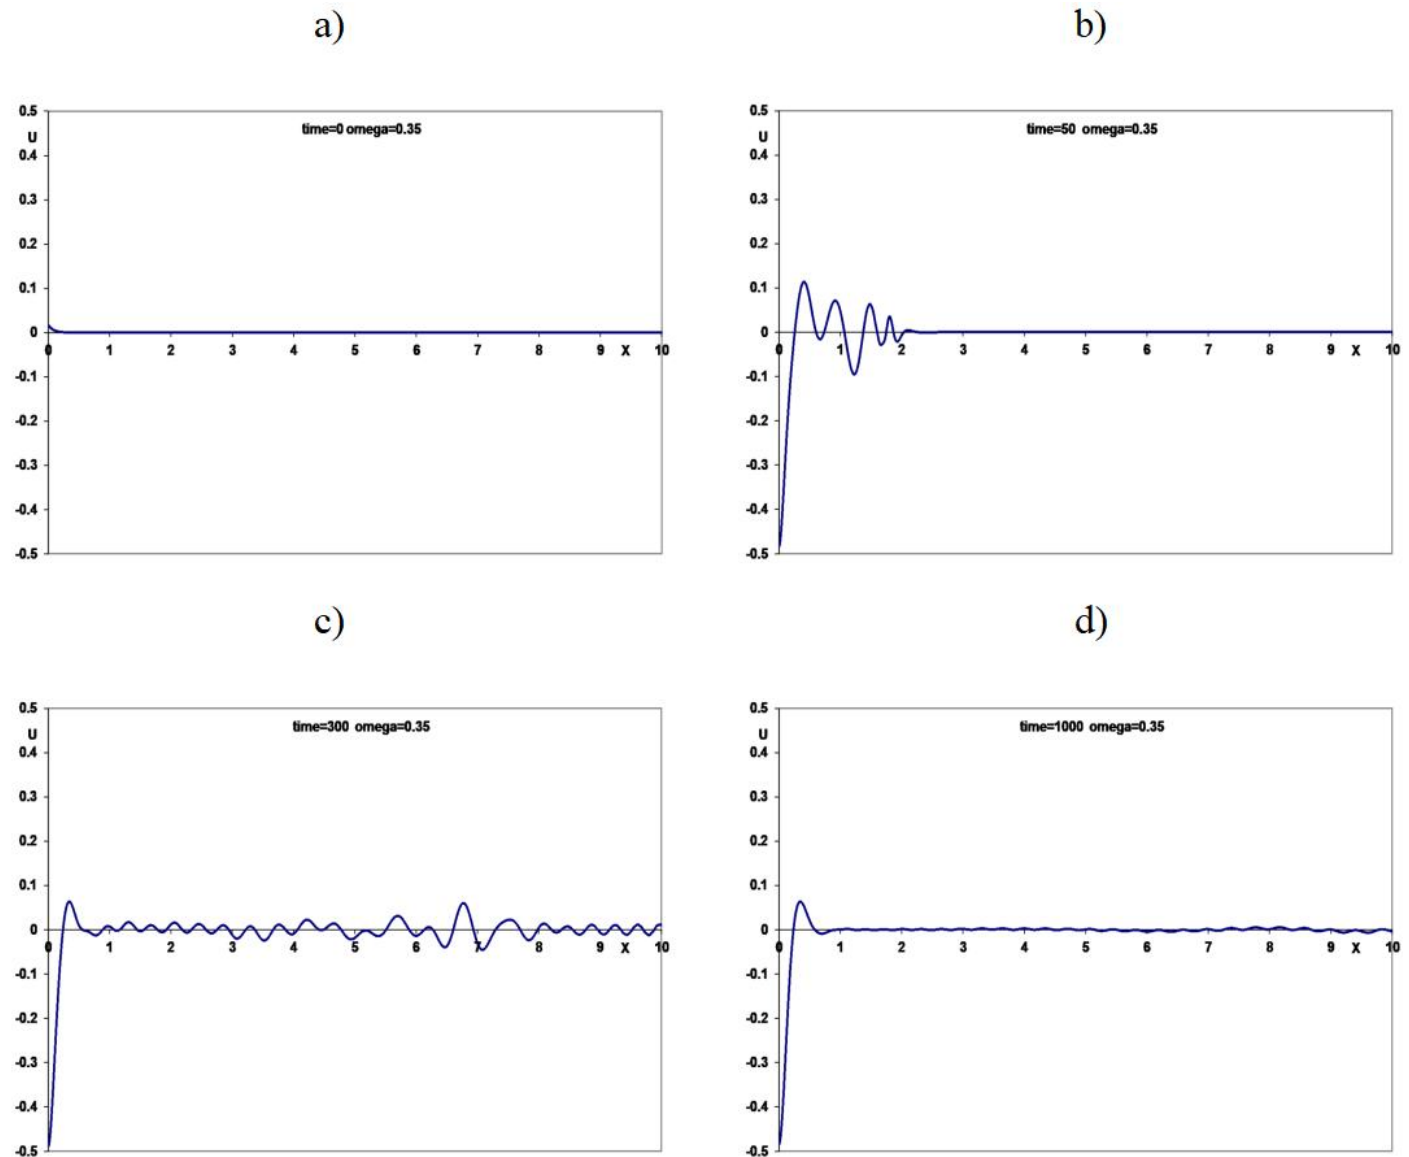 a)
b)
0.5
U
0.4
0.3
0.2
0.1
0
-0.1
-0.2
-0.3
-0.4
-0.5
time=0 omega=0.35
0 1 2 3 4 5 6 7 8 9 X 10
0.5
U
0.4
0.3
0.2
0.1
0
-0.1
-0.2
-0.3
-0.4
-0.5
time=50 omega=0.35
0 1 2 3 4 5 6 7 8 9 X 10
c)
d)
0.5
U
0.4
0.3
0.2
0.1
0
-0.1
-0.2
-0.3
-0.4
-0.5
time=300 omega=0.35
0 1 2 3 4 5 6 7 8 9 X 10
0.5
U
0.4
0.3
0.2
0.1
0
-0.1
-0.2
-0.3
-0.4
-0.5
time=1000 omega=0.35
0 1 2 3 4 5 6 7 8 9 X 10